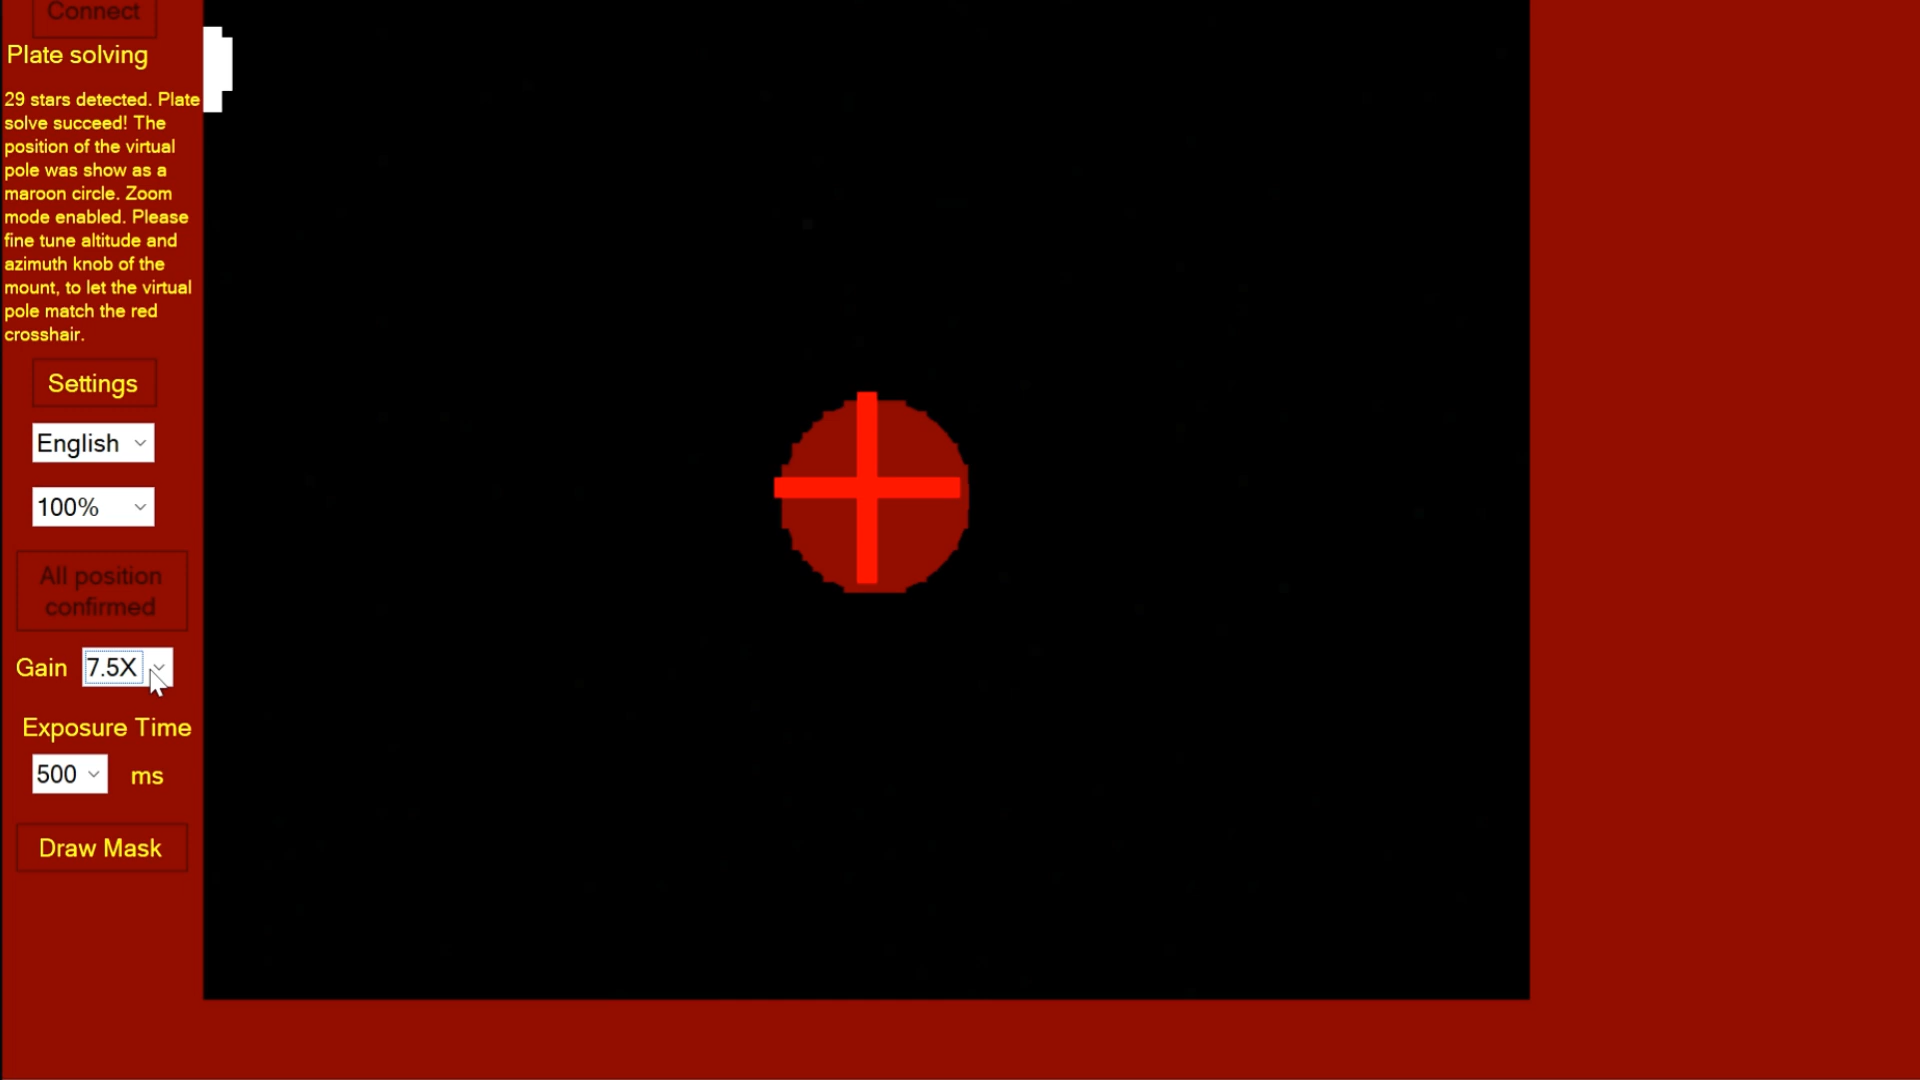 Connect
Plate solving
29 stars detected. Plate
solve succeed! The
position of the virtual
pole was show as a
maroon circle. Zoom
mode enabled. Please
fine tune altitude and
azimuth knob of the
mount, to let the virtual
pole match the red
crosshair.
Settings
English
100%
All position
confirmed
Gain 7.5X
Exposure Time
500 ms
Draw Mask